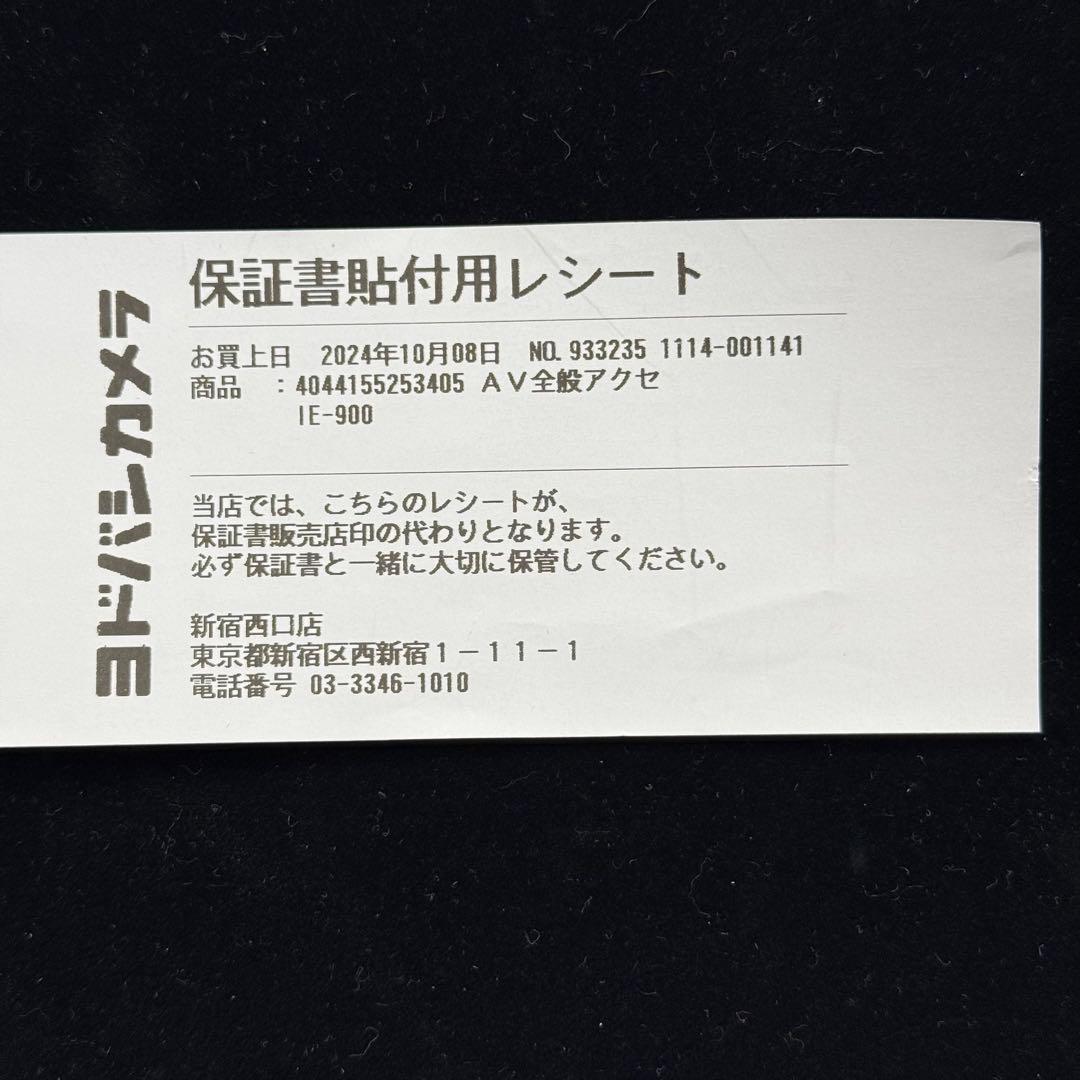 ヨドバシカメラ
保証書貼付用レシート
お買上日 2024年10月08日 NO. 933235 1114-001141
商品 : 4044155253405 AV全般アクセ
IE-900
当店では、こちらのレシートが、
保証書販売店印の代わりとなります。
必ず保証書と一緒に大切に保管してください。
新宿西口店
東京都新宿区西新宿1-11-1
電話番号 03-3346-1010